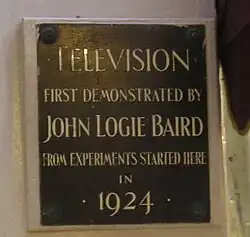 TELEVISION
FIRST DEMONSTRATED BY
JOHN LOGIE BAIRD
FROM EXPERIMENTS STARTED HERE
IN
· 1924 ·